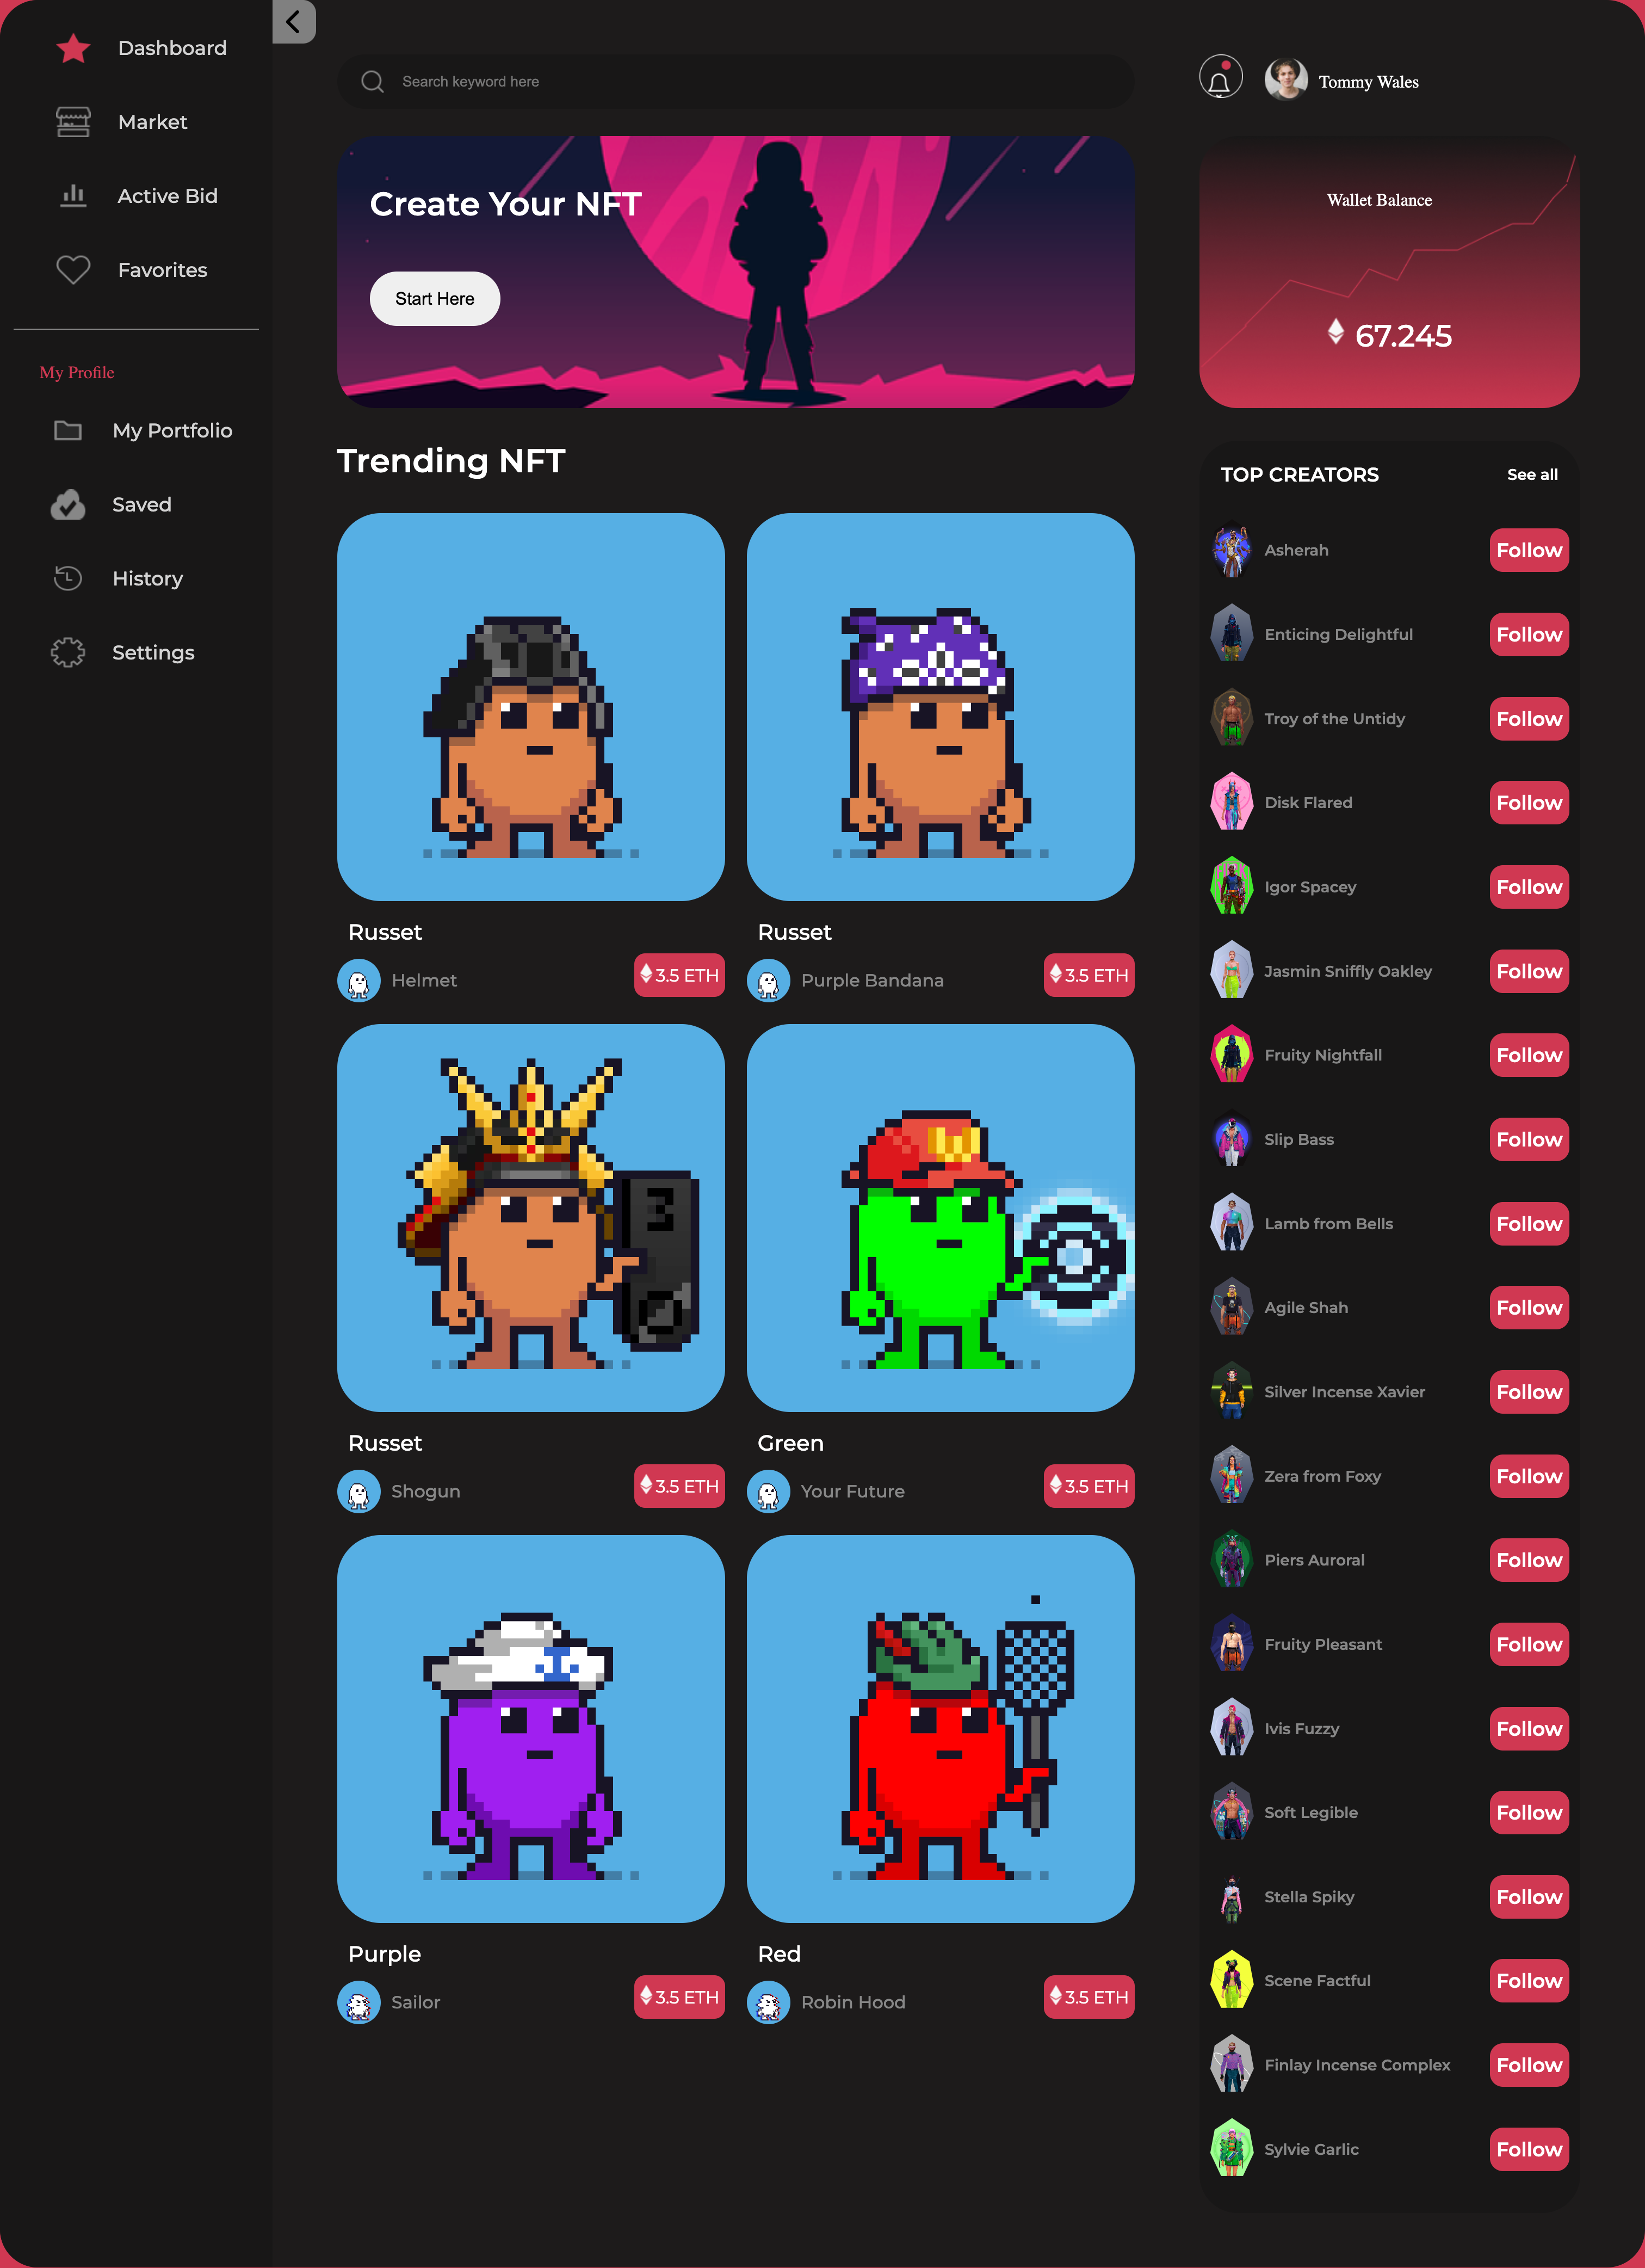 Dashboard
Market
Active Bid
Favorites
My Profile
My Portfolio
Saved
History
Settings
Search keyword here
Tommy Wales
Create Your NFT
Start Here
Wallet Balance
67.245
Trending NFT
Russet
Helmet
3.5 ETH
Russet
Purple Bandana
3.5 ETH
Russet
Shogun
3.5 ETH
Green
Your Future
3.5 ETH
Purple
Sailor
3.5 ETH
Red
Robin Hood
3.5 ETH
TOP CREATORS
See all
Asherah
Follow
Enticing Delightful
Follow
Troy of the Untidy
Follow
Disk Flared
Follow
Igor Spacey
Follow
Jasmin Sniffly Oakley
Follow
Fruity Nightfall
Follow
Slip Bass
Follow
Lamb from Bells
Follow
Agile Shah
Follow
Silver Incense Xavier
Follow
Zera from Foxy
Follow
Piers Auroral
Follow
Fruity Pleasant
Follow
Ivis Fuzzy
Follow
Soft Legible
Follow
Stella Spiky
Follow
Scene Factful
Follow
Finlay Incense Complex
Follow
Sylvie Garlic
Follow